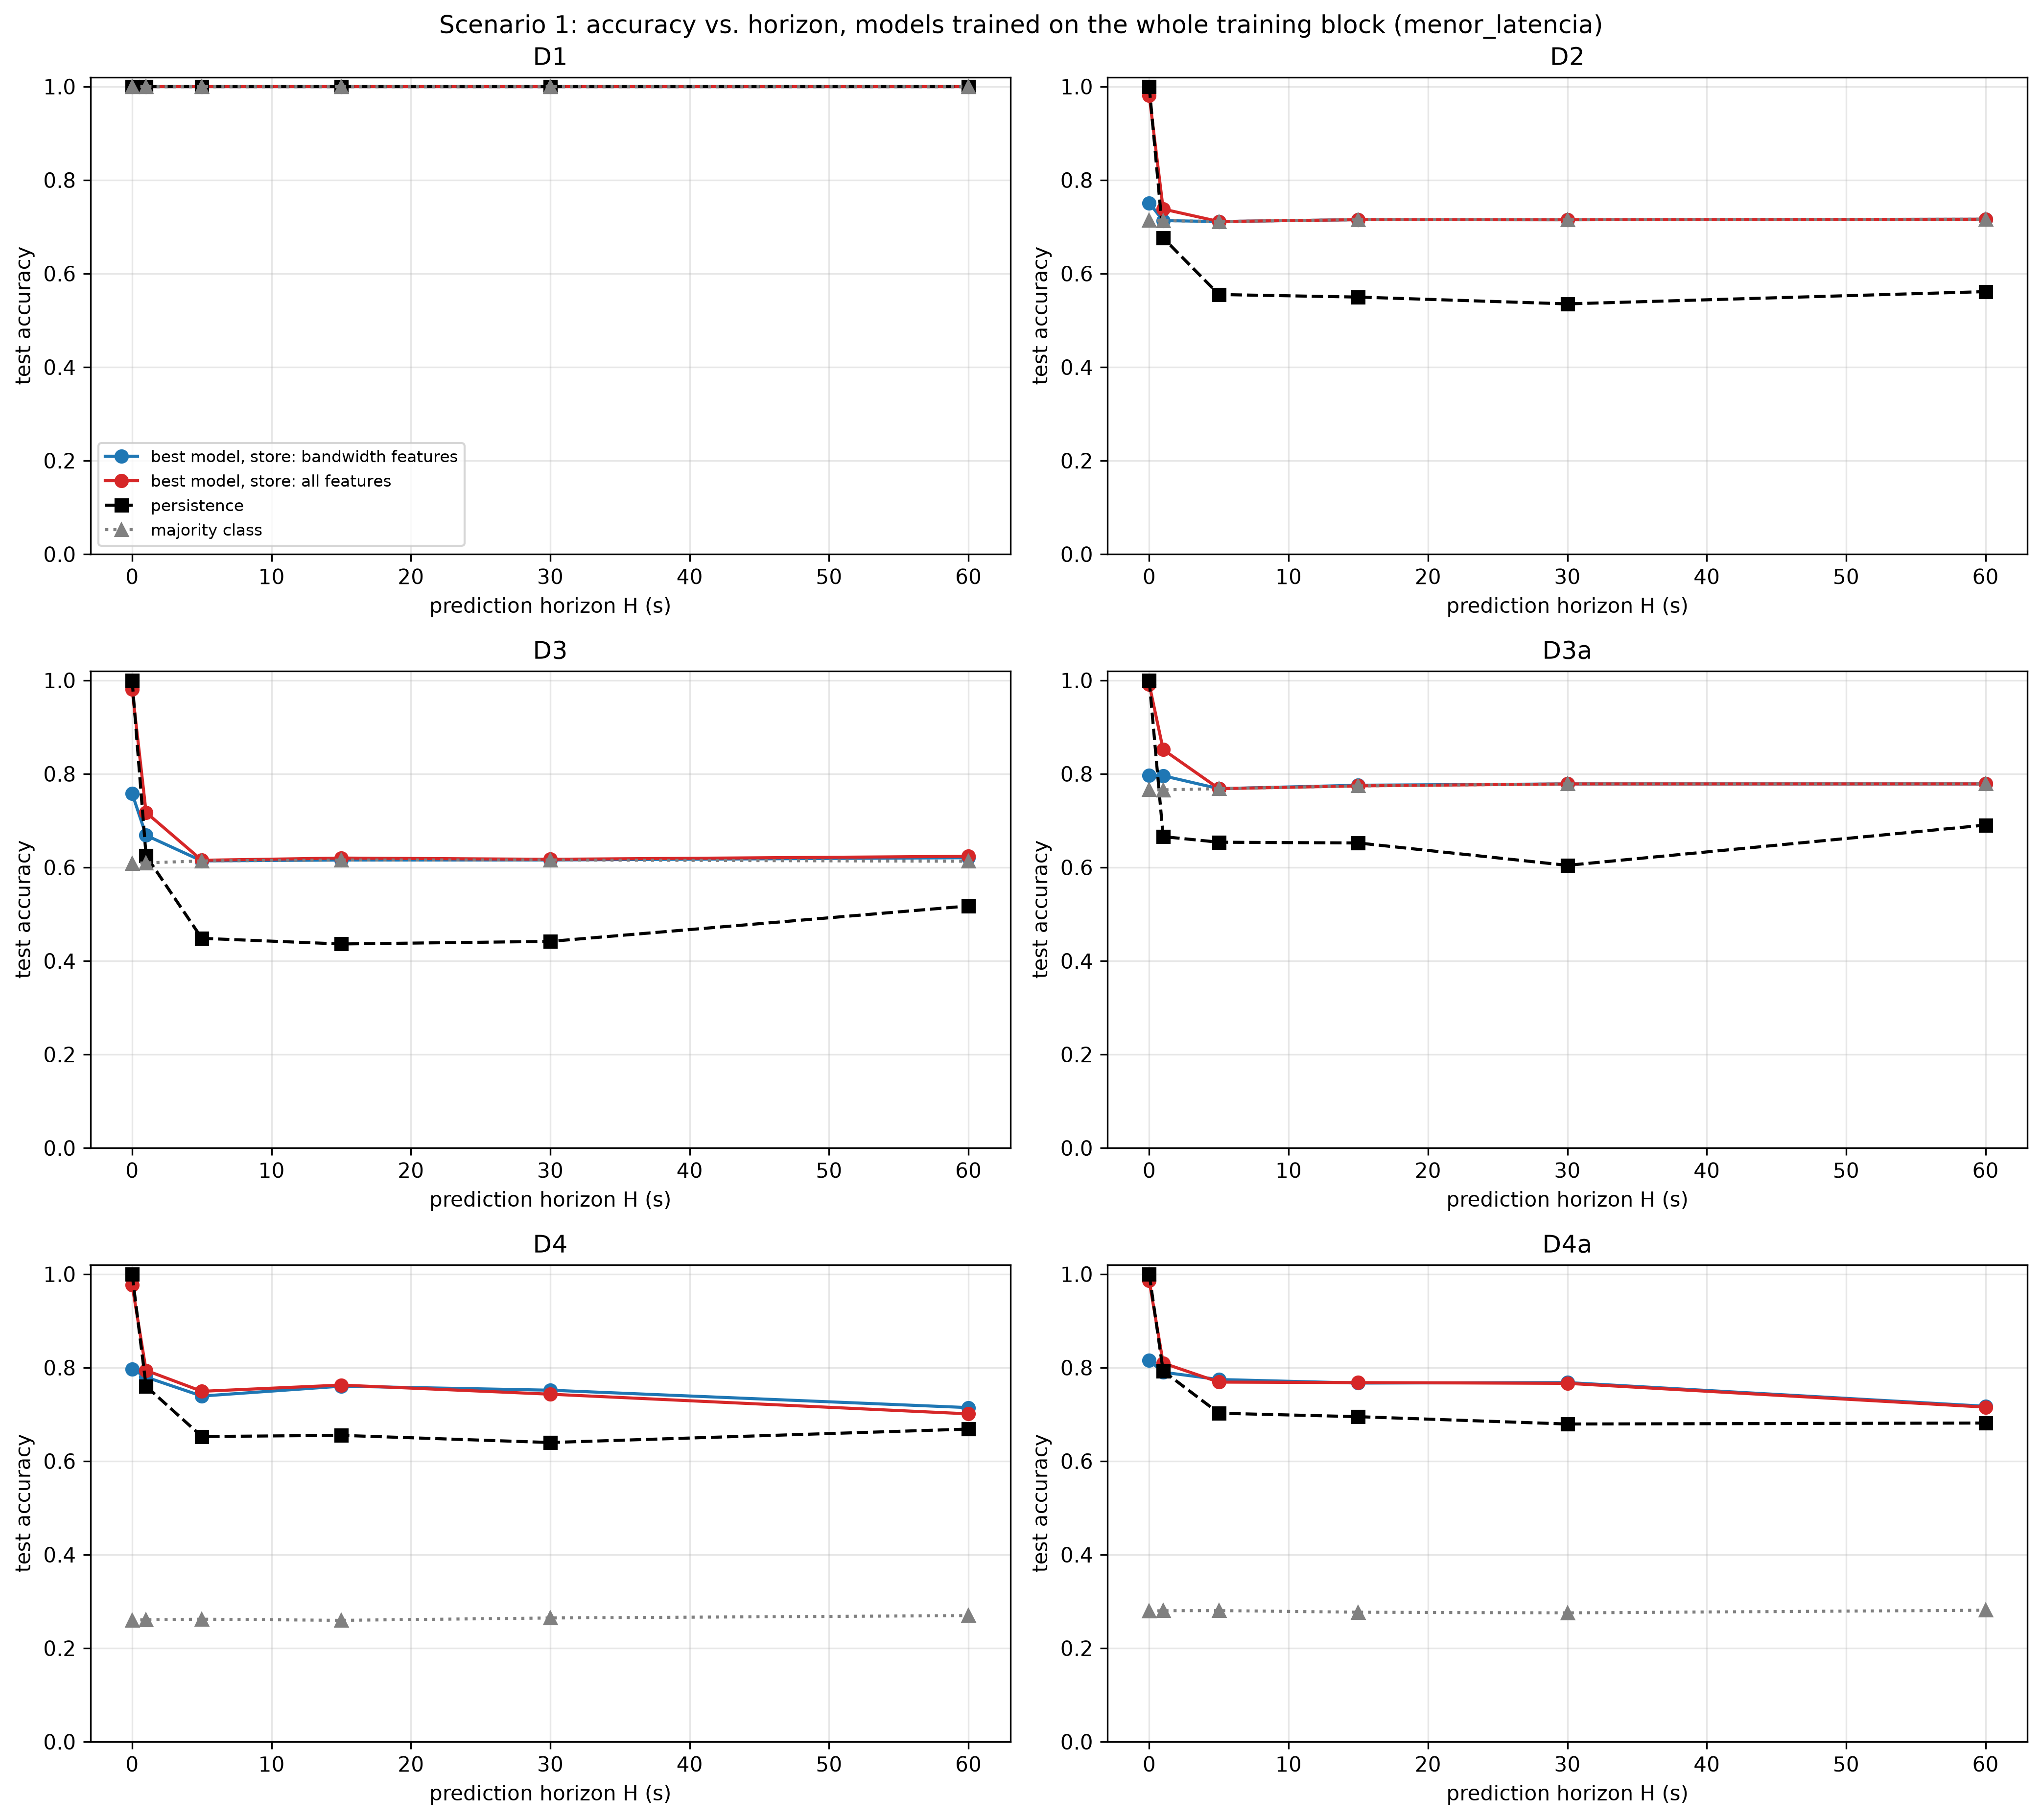 Scenario 1: accuracy vs. horizon, models trained on the whole training block (menor_latencia)
D1
1.0
0.8
0.6
0.4
0.2
0.0
test accuracy
best model, store: bandwidth features
best model, store: all features
persistence
majority class
0 10 20 30 40 50 60
prediction horizon H (s)
D2
1.0
0.8
0.6
0.4
0.2
0.0
test accuracy
0 10 20 30 40 50 60
prediction horizon H (s)
D3
1.0
0.8
0.6
0.4
0.2
0.0
test accuracy
0 10 20 30 40 50 60
prediction horizon H (s)
D3a
1.0
0.8
0.6
0.4
0.2
0.0
test accuracy
0 10 20 30 40 50 60
prediction horizon H (s)
D4
1.0
0.8
0.6
0.4
0.2
0.0
test accuracy
0 10 20 30 40 50 60
prediction horizon H (s)
D4a
1.0
0.8
0.6
0.4
0.2
0.0
test accuracy
0 10 20 30 40 50 60
prediction horizon H (s)